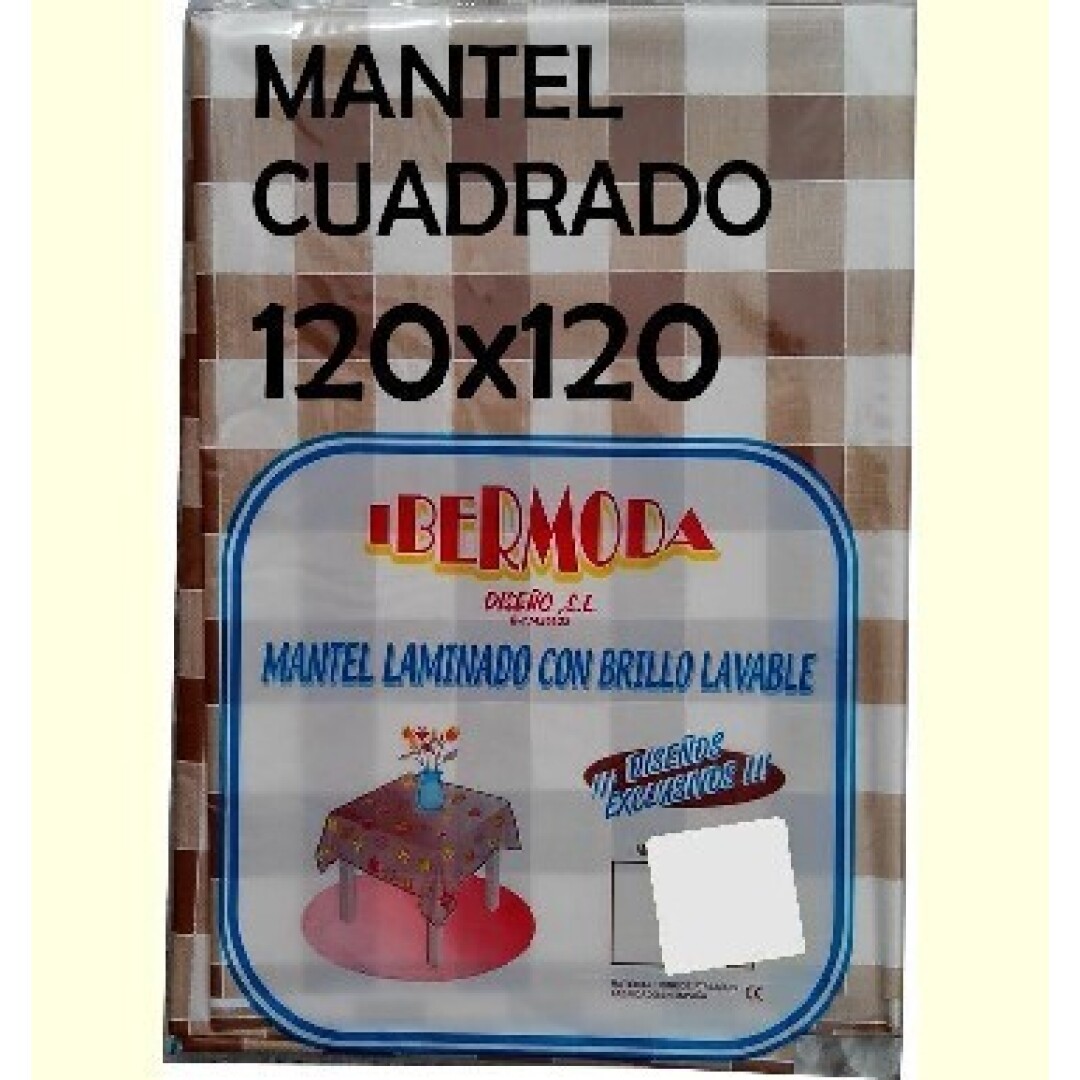 MANTEL
CUADRADO
120x120
IBERMODA
DISEÑO ,S.L.
MANTEL LAMINADO CON BRILLO LAVABLE
¡¡¡ DISEÑOS
EXCLUSIVOS !!!
CE